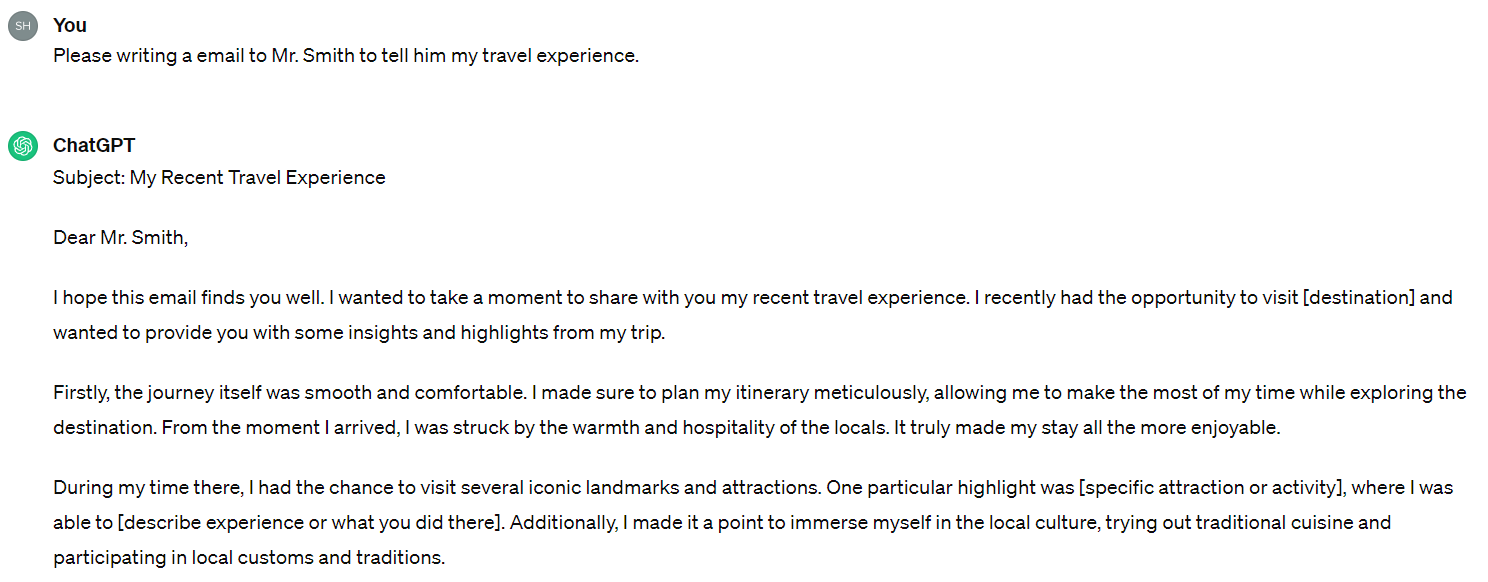 SH
You
Please writing a email to Mr. Smith to tell him my travel experience.
ChatGPT
Subject: My Recent Travel Experience
Dear Mr. Smith,
I hope this email finds you well. I wanted to take a moment to share with you my recent travel experience. I recently had the opportunity to visit [destination] and
wanted to provide you with some insights and highlights from my trip.
Firstly, the journey itself was smooth and comfortable. I made sure to plan my itinerary meticulously, allowing me to make the most of my time while exploring the
destination. From the moment I arrived, I was struck by the warmth and hospitality of the locals. It truly made my stay all the more enjoyable.
During my time there, I had the chance to visit several iconic landmarks and attractions. One particular highlight was [specific attraction or activity], where I was
able to [describe experience or what you did there]. Additionally, I made it a point to immerse myself in the local culture, trying out traditional cuisine and
participating in local customs and traditions.